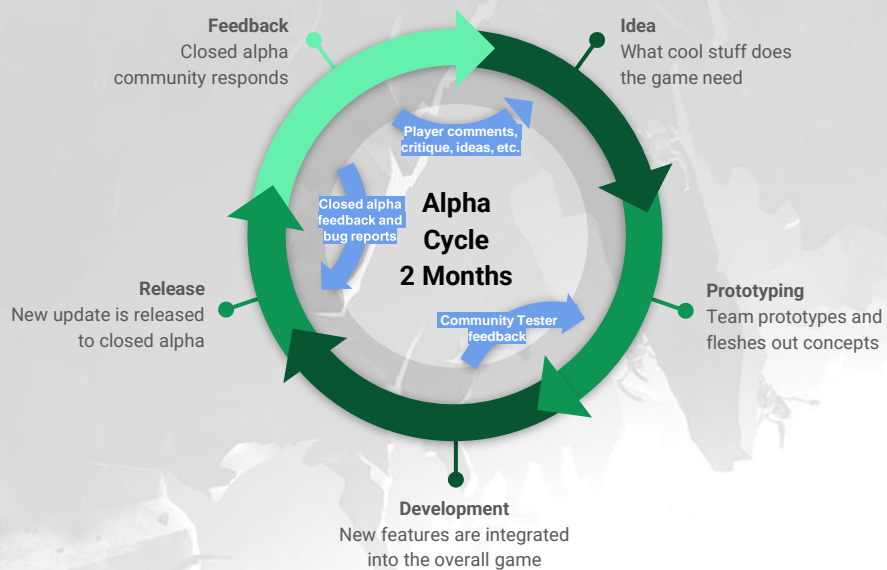 Feedback
Closed alpha
community responds
Idea
What cool stuff does
the game need
Player comments,
critique, ideas, etc.
Closed alpha
feedback and
bug reports
Alpha
Cycle
2 Months
Release
New update is released
to closed alpha
Prototyping
Team prototypes and
fleshes out concepts
Community Tester
feedback
Development
New features are integrated
into the overall game